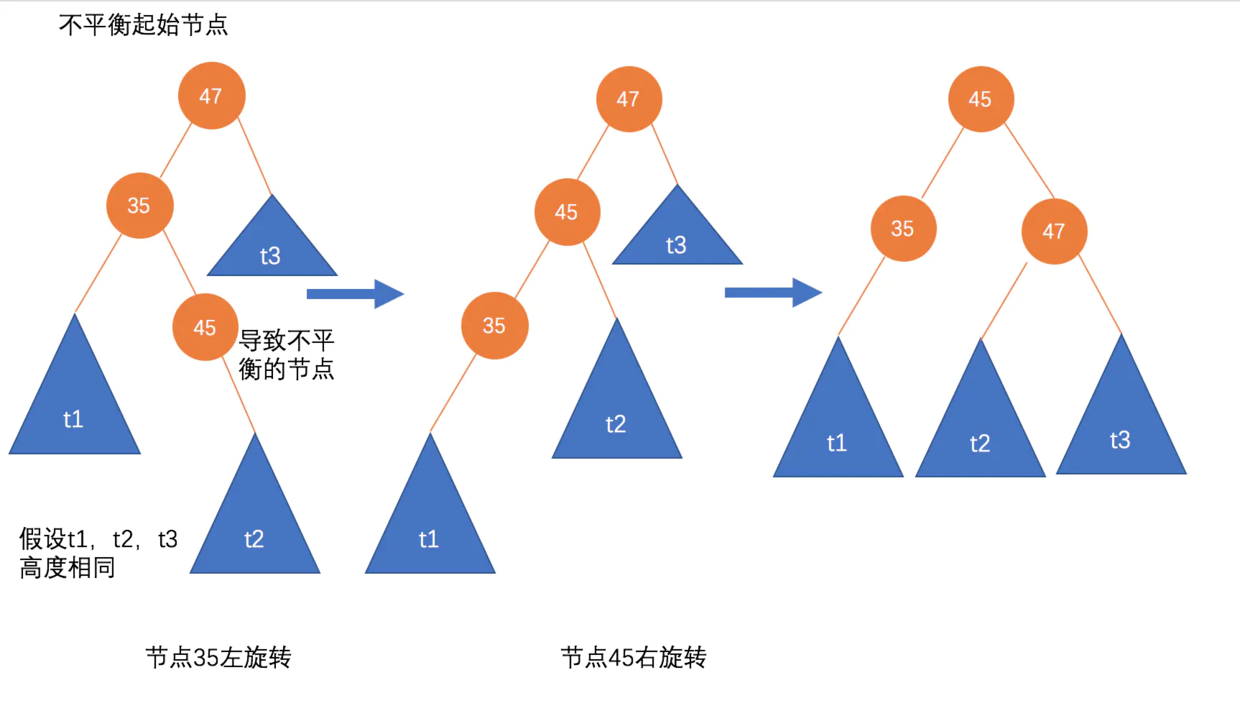 不平衡起始节点
47
35
t3
45
导致不平
衡的节点
t1
t2
假设t1，t2，t3
高度相同
节点35左旋转
47
45
t3
35
t2
t1
节点45右旋转
45
35
47
t1
t2
t3